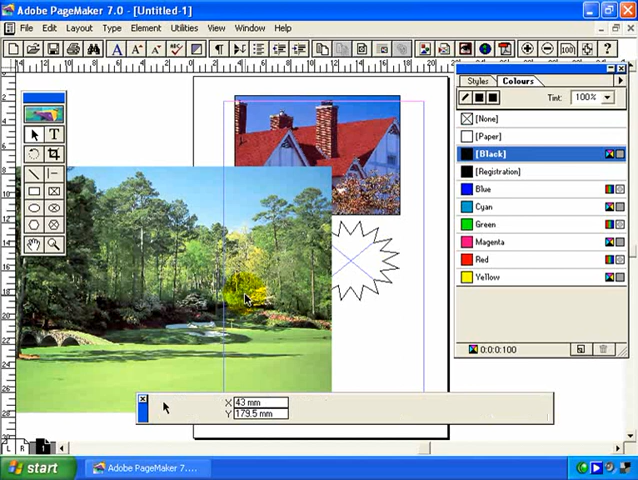 Adobe PageMaker 7.0 - [Untitled-1]
File Edit Layout Type Element Utilities View Window Help
Styles Colours
Tint: 100%
[None]
[Paper]
[Black]
[Registration]
Blue
Cyan
Green
Magenta
Red
Yellow
0:0:0:100
X 43 mm
Y 179.5 mm
L R 1
start Adobe PageMaker 7....